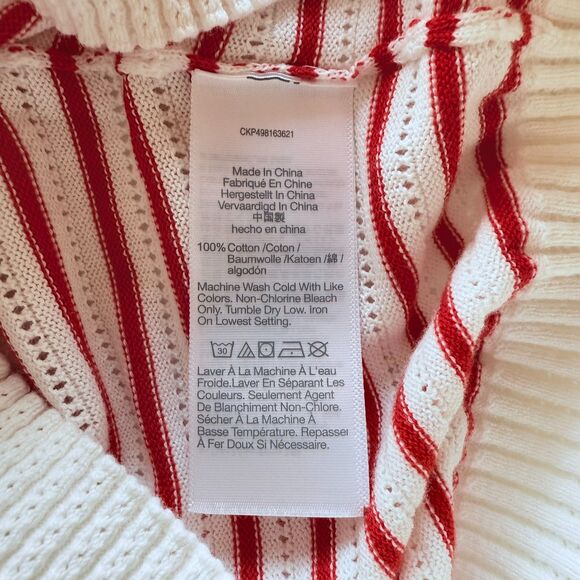 CKP498163621
Made In China
Fabriqué En Chine
Hergestellt In China
Vervaardigd In China
中国製
hecho en china
100% Cotton /Coton /
Baumwolle /Katoen /綿 /
algodón
Machine Wash Cold With Like
Colors. Non-Chlorine Bleach
Only. Tumble Dry Low. Iron
On Lowest Setting.
30
Laver À La Machine À L'eau
Froide.Laver En Séparant Les
Couleurs. Seulement Agent
De Blanchiment Non-Chlore.
Sécher À La Machine À
Basse Température. Repasser
À Fer Doux Si Nécessaire.